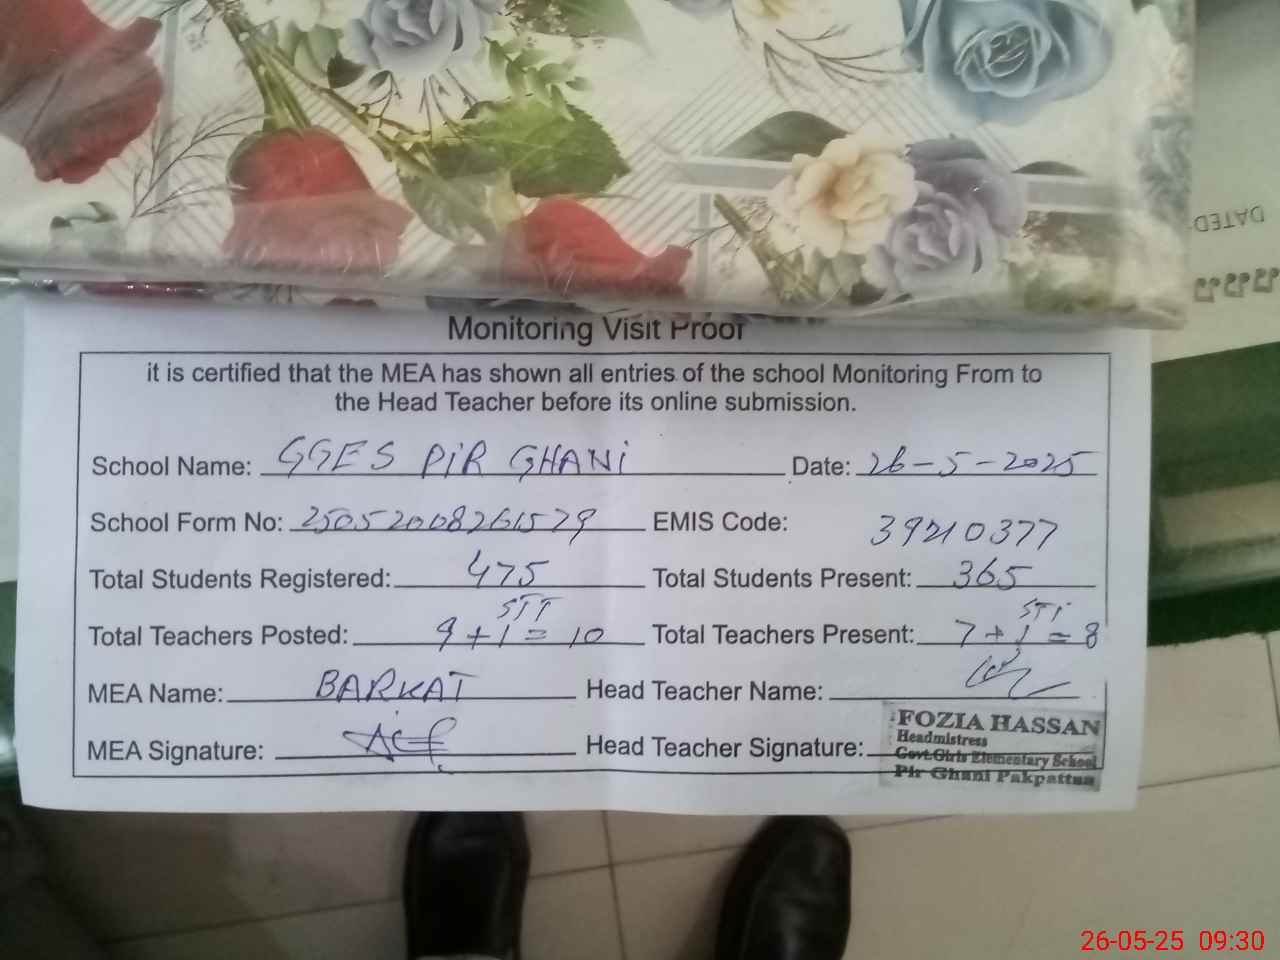 DATED
Monitoring Visit Proof
it is certified that the MEA has shown all entries of the school Monitoring From to
the Head Teacher before its online submission.
School Name: GGES PIR GHANI Date: 26-5-2025
School Form No: 25052008261579 EMIS Code: 39210377
Total Students Registered: 475 Total Students Present: 365
STI STI
Total Teachers Posted: 9+1=10 Total Teachers Present: 7+1=8
MEA Name: BARKAT Head Teacher Name:
MEA Signature: Head Teacher Signature:
FOZIA HASSAN
Headmistress
Govt.Girls Elementary School
Pir Ghani Pakpattan
26-05-25 09:30